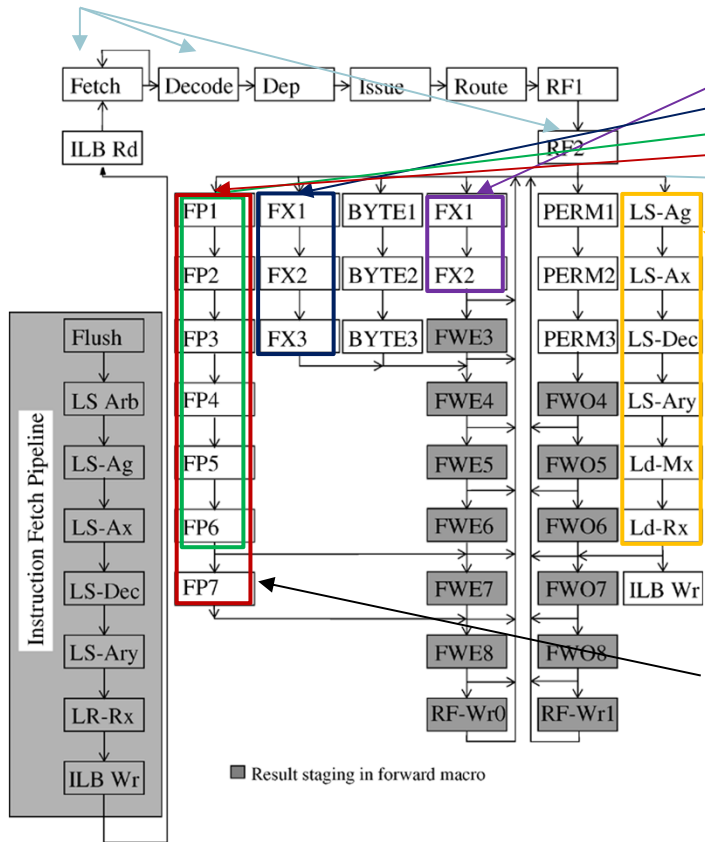 Fetch Decode Dep Issue Route RF1
ILB Rd RF2
FP1 FX1 BYTE1 FX1 PERM1 LS-Ag
FP2 FX2 BYTE2 FX2 PERM2 LS-Ax
Flush FP3 FX3 BYTE3 FWE3 PERM3 LS-Dec
LS Arb FP4 FWE4 FWO4 LS-Ary
LS-Ag FP5 FWE5 FWO5 Ld-Mx
LS-Ax FP6 FWE6 FWO6 Ld-Rx
LS-Dec FP7 FWE7 FWO7 ILB Wr
LS-Ary FWE8 FWO8
LR-Rx RF-Wr0 RF-Wr1
ILB Wr
Instruction Fetch Pipeline
Result staging in forward macro